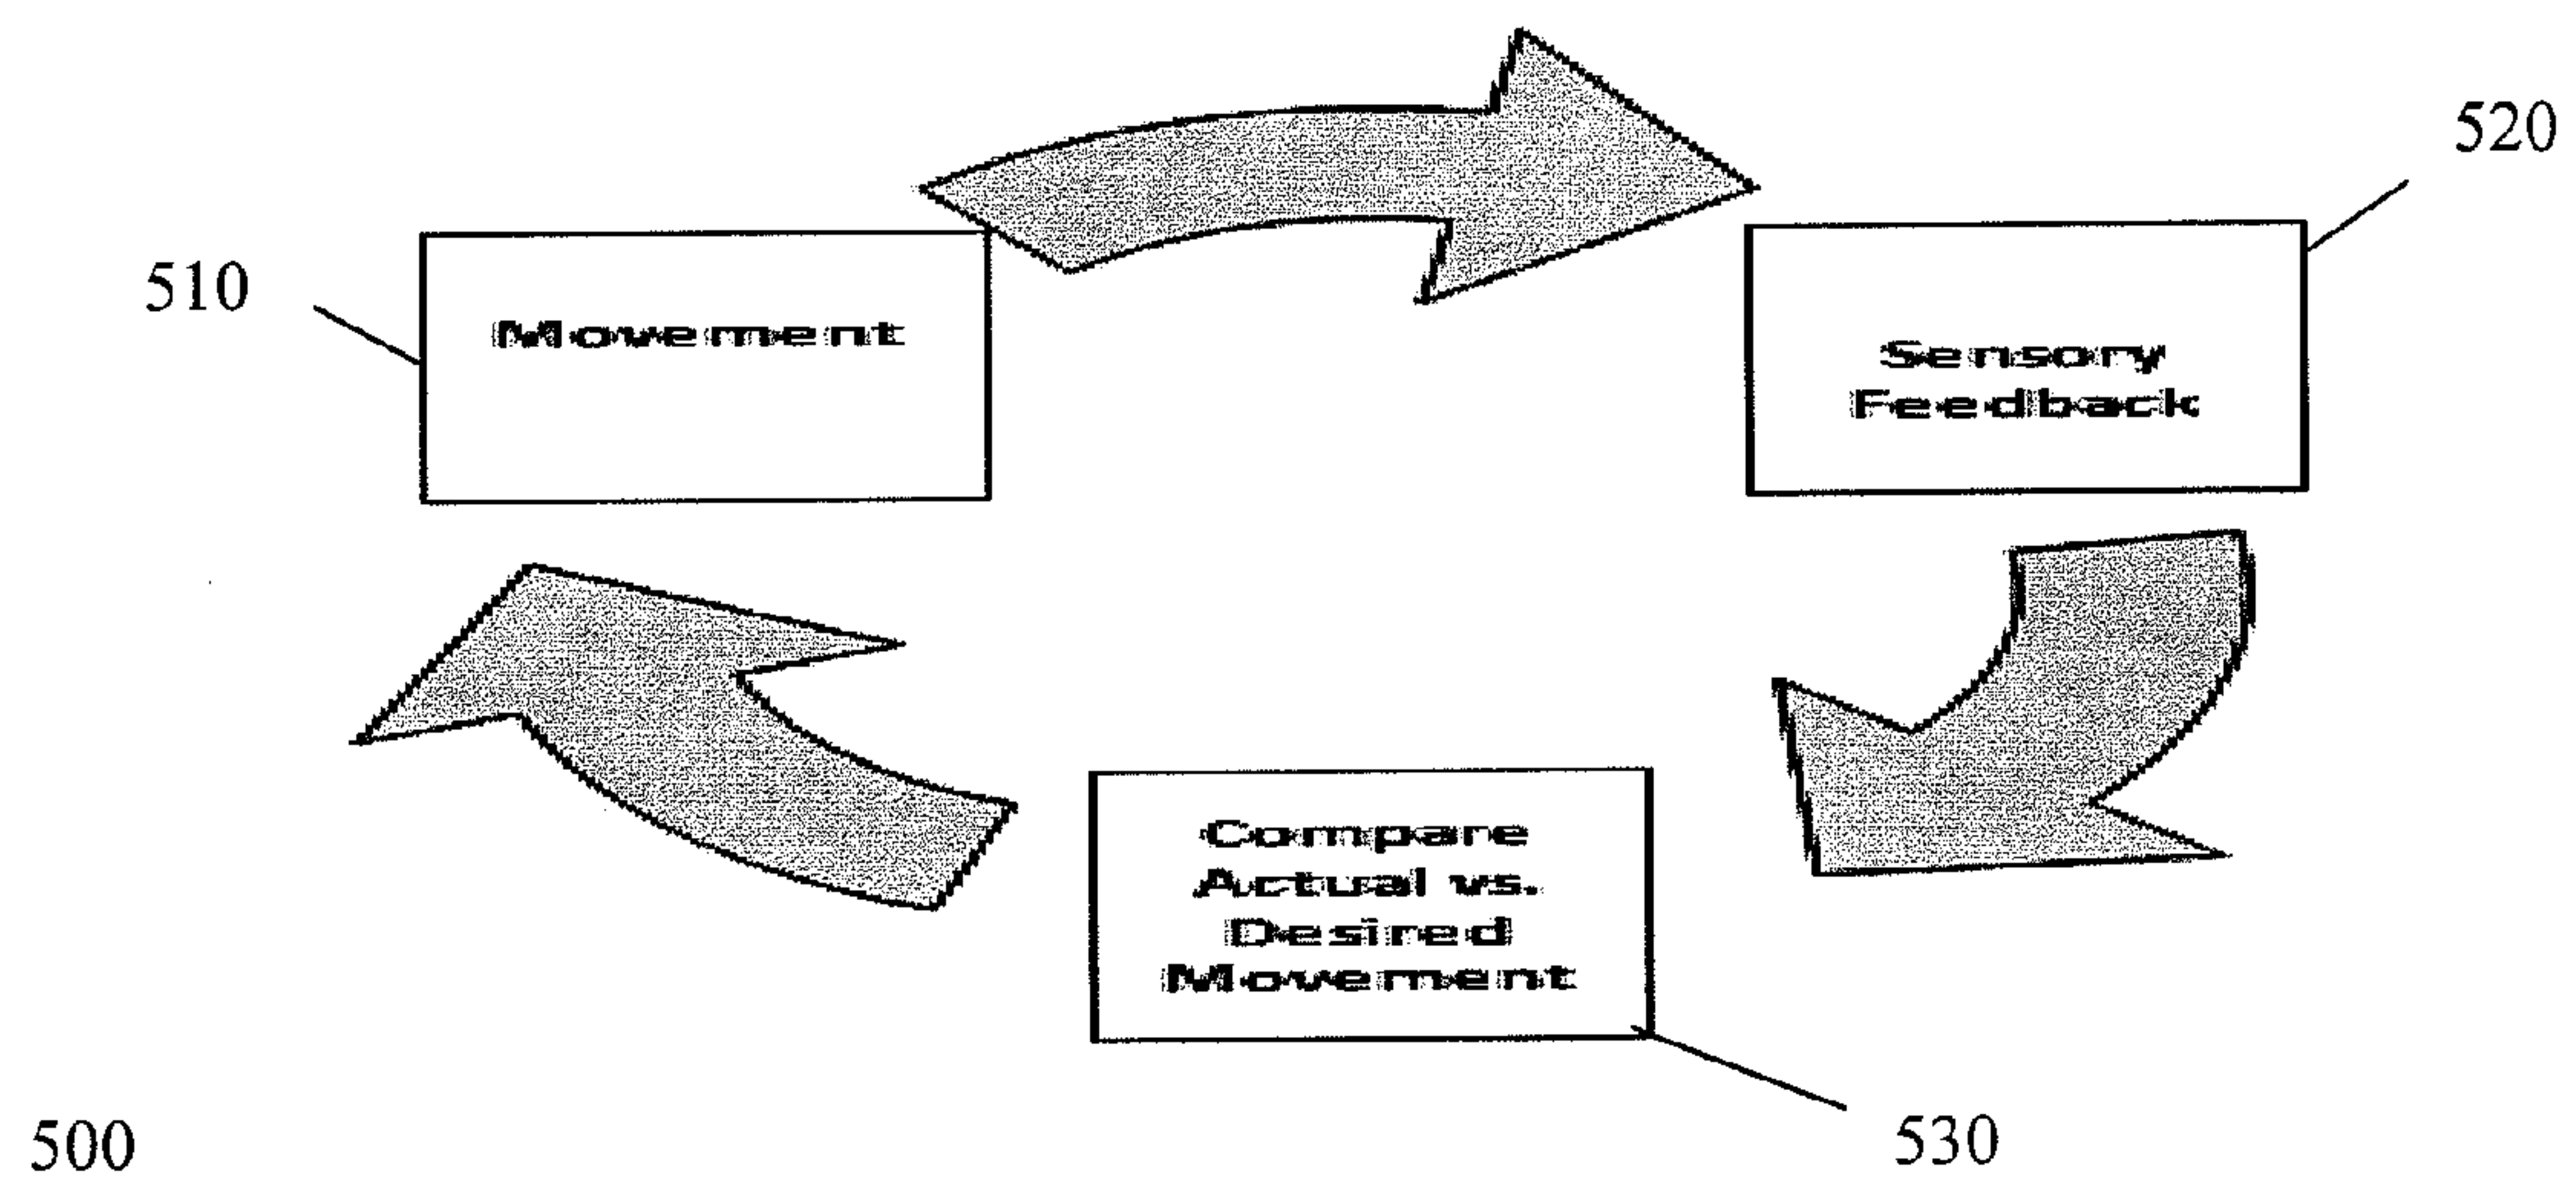 520
510
Movement
Sensory
Feedback
Compare
Actual vs.
Desired
Movement
500
530